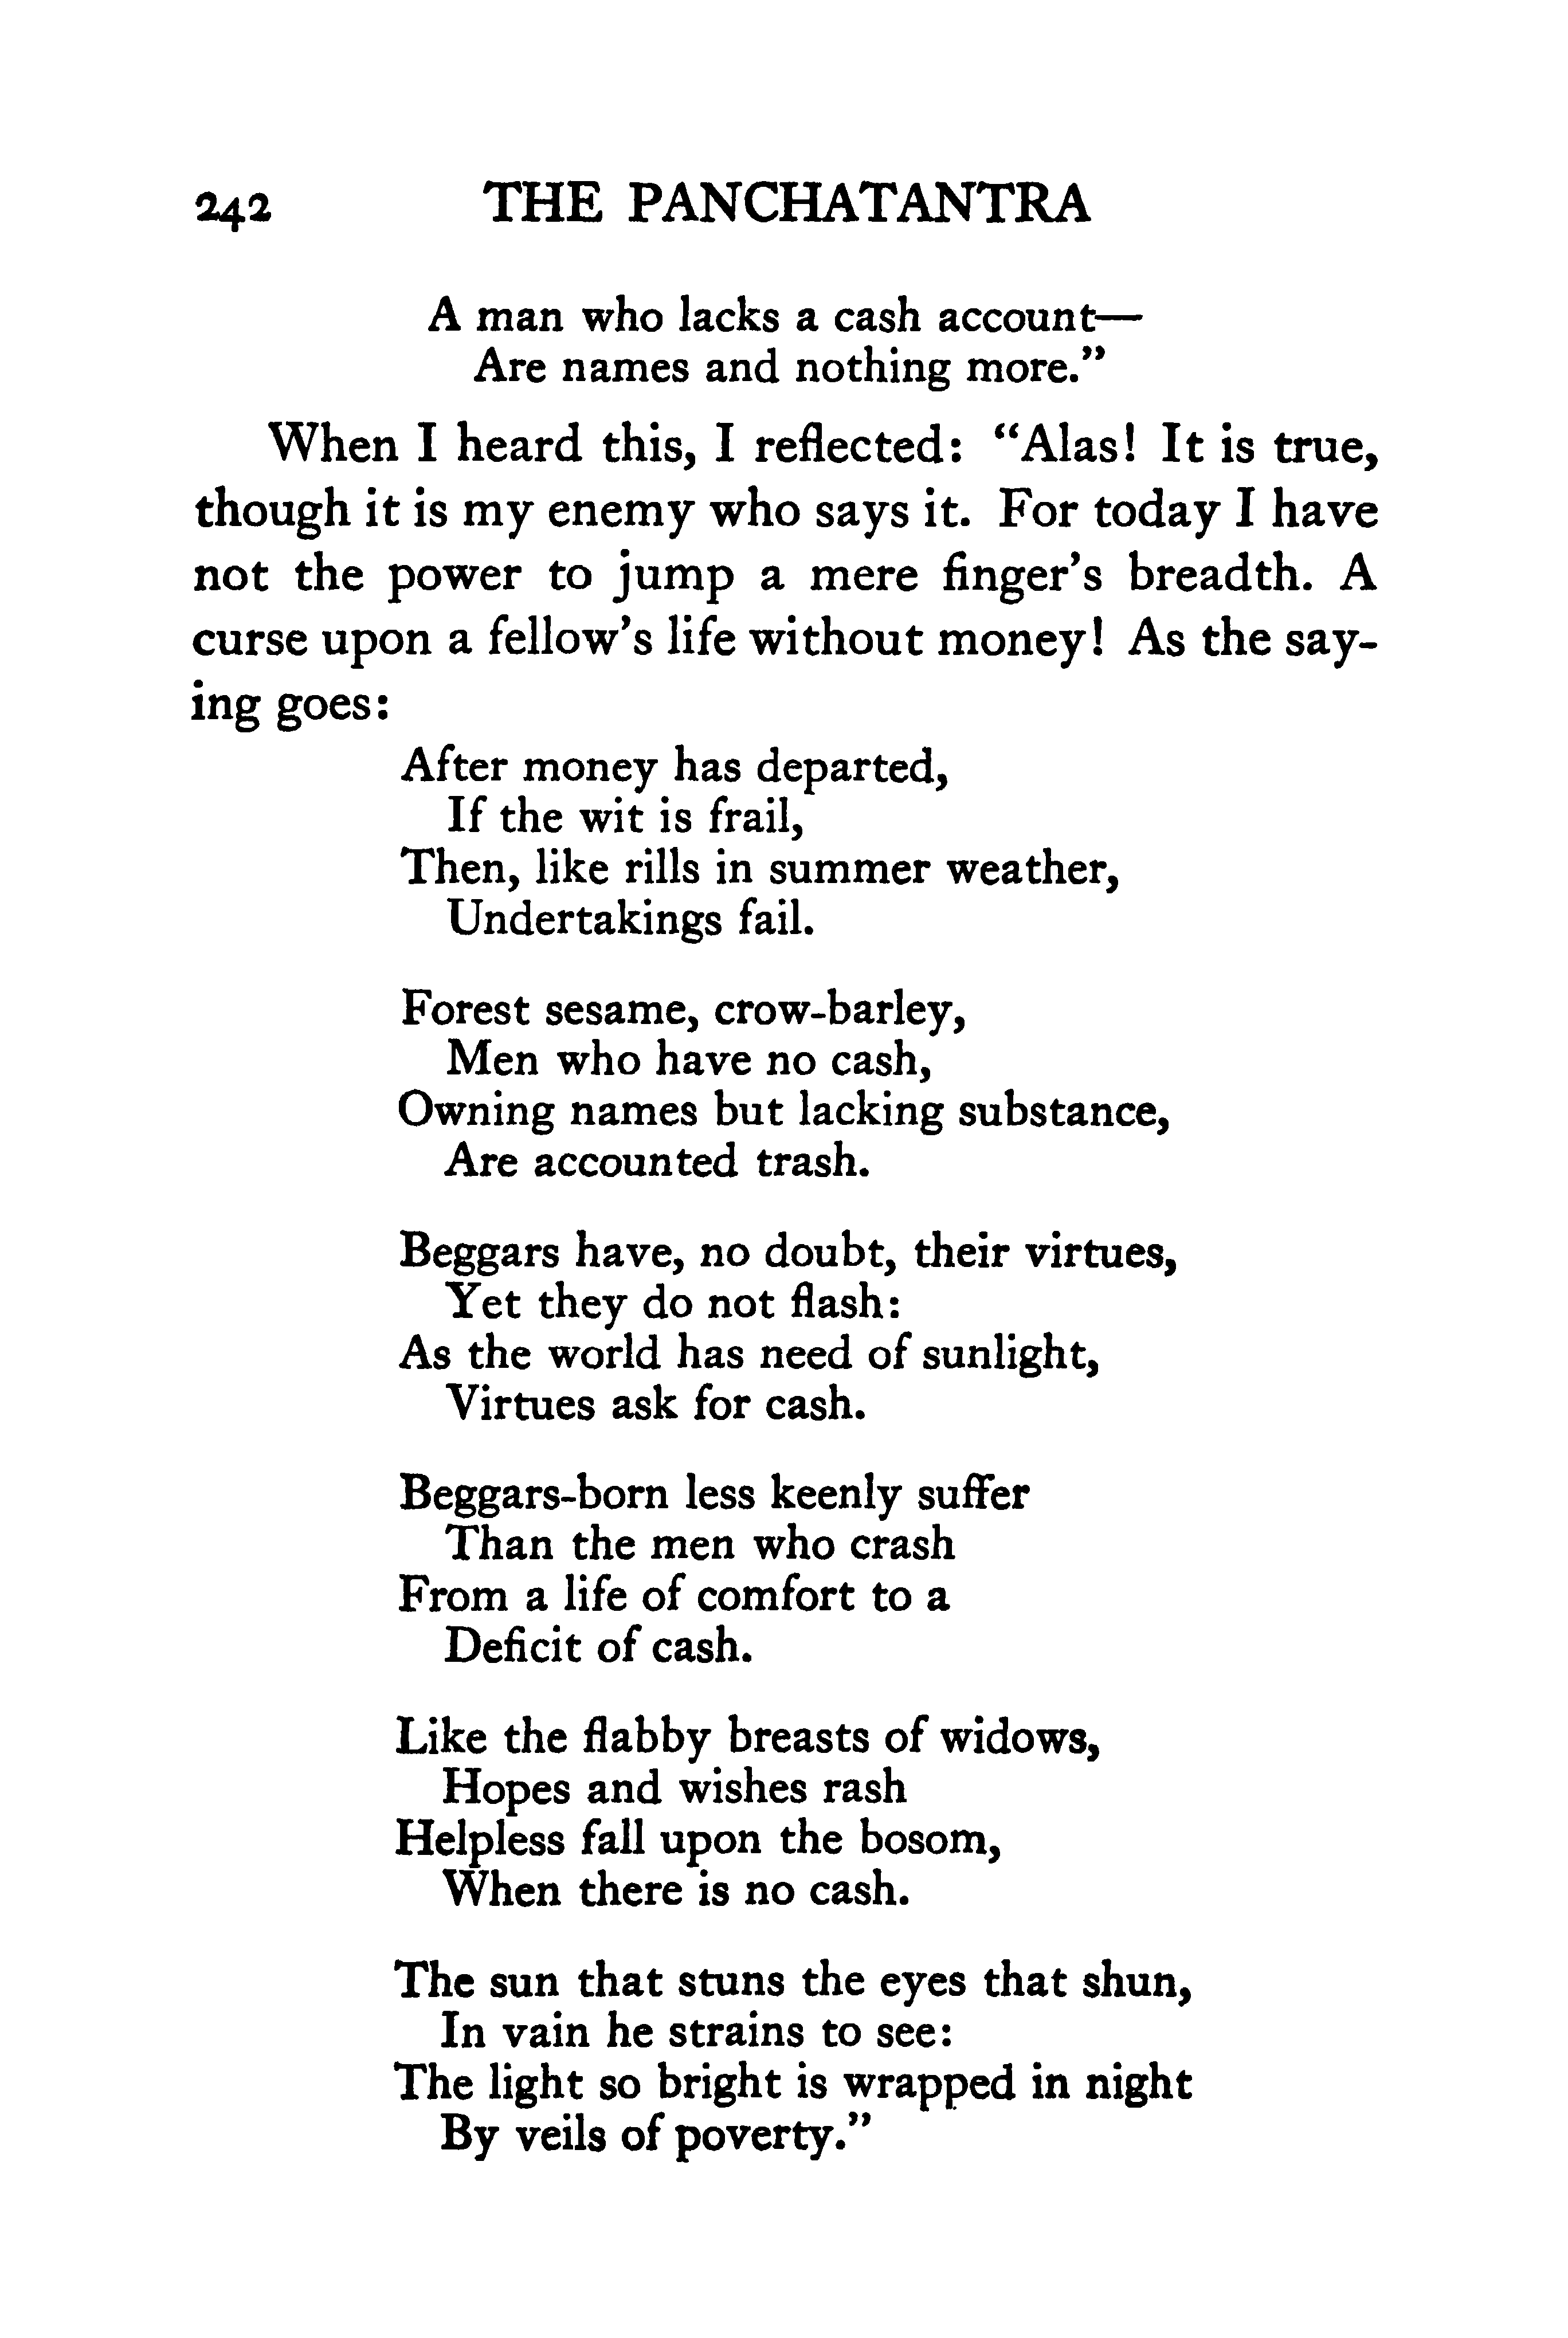 242 THE PANCHATANTRA
A man who lacks a cash account—
Are names and nothing more.”
When I heard this, I reflected: “Alas! It is true,
though it is my enemy who says it. For today I have
not the power to jump a mere finger’s breadth. A
curse upon a fellow’s life without money! As the say-
ing goes:
After money has departed,
If the wit is frail,
Then, like rills in summer weather,
Undertakings fail.
Forest sesame, crow-barley,
Men who have no cash,
Owning names but lacking substance,
Are accounted trash.
Beggars have, no doubt, their virtues,
Yet they do not flash:
As the world has need of sunlight,
Virtues ask for cash.
Beggars-born less keenly suffer
Than the men who crash
From a life of comfort to a
Deficit of cash.
Like the flabby breasts of widows,
Hopes and wishes rash
Helpless fall upon the bosom,
When there is no cash.
The sun that stuns the eyes that shun,
In vain he strains to see:
The light so bright is wrapped in night
By veils of poverty.”